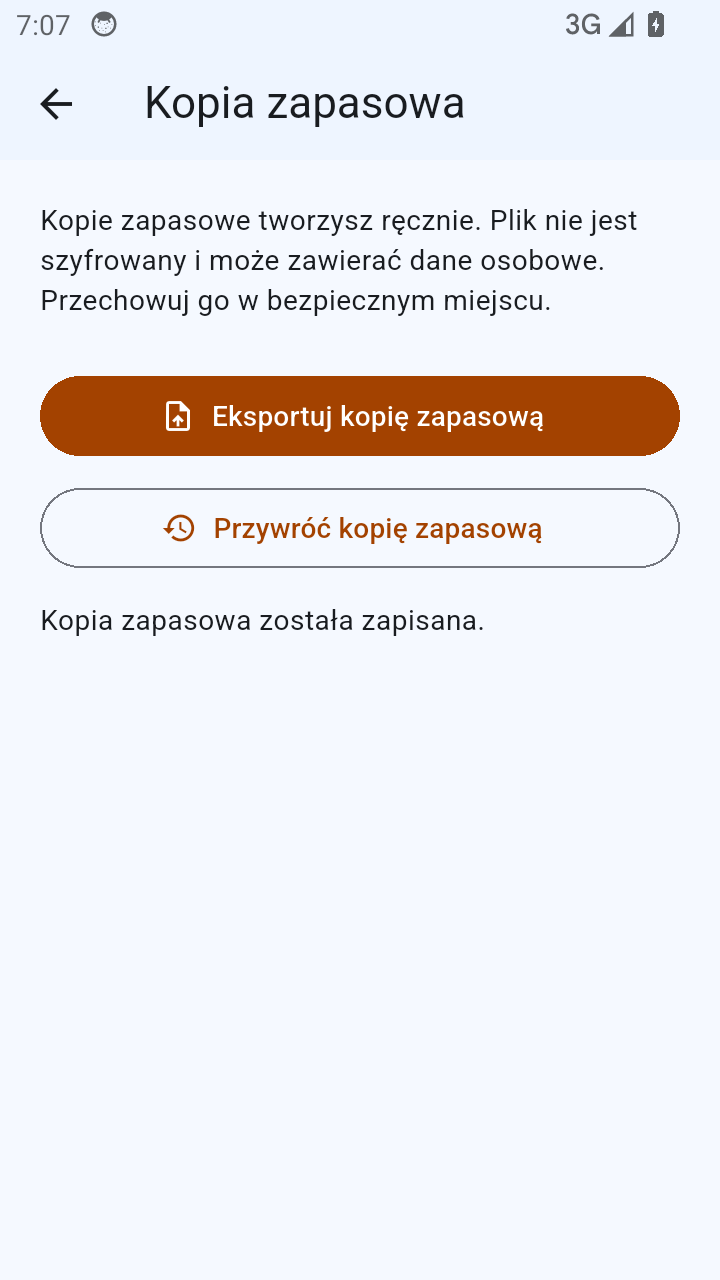 7:07
3G
Kopia zapasowa
Kopie zapasowe tworzysz ręcznie. Plik nie jest
szyfrowany i może zawierać dane osobowe.
Przechowuj go w bezpiecznym miejscu.
Eksportuj kopię zapasową
Przywróć kopię zapasową
Kopia zapasowa została zapisana.